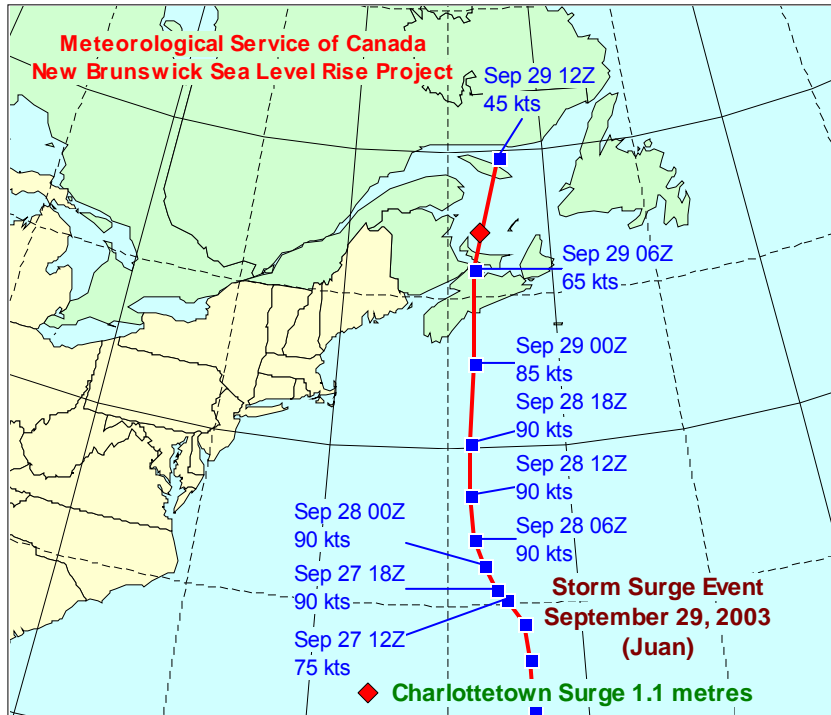 Meteorological Service of Canada
New Brunswick Sea Level Rise Project
Sep 29 12Z
45 kts
Sep 29 06Z
65 kts
Sep 29 00Z
85 kts
Sep 28 18Z
90 kts
Sep 28 12Z
90 kts
Sep 28 00Z
90 kts
Sep 28 06Z
90 kts
Sep 27 18Z
90 kts
Sep 27 12Z
75 kts
Storm Surge Event
September 29, 2003
(Juan)
Charlottetown Surge 1.1 metres